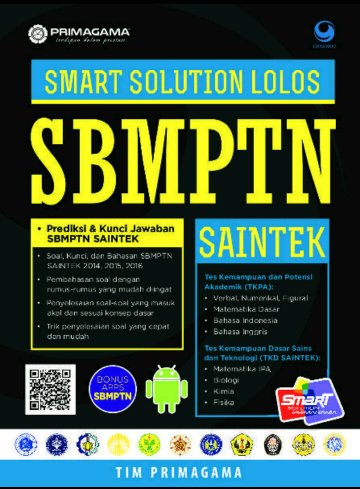 PRIMAGAMA
terdepan dalam prestasi
SMART SOLUTION LOLOS
SBMPTN
• Prediksi & Kunci Jawaban
SBMPTN SAINTEK
• Soal, Kunci, dan Bahasan SBMPTN
SAINTEK 2014, 2015, 2016
• Pembahasan soal dengan
rumus-rumus yang mudah diingat
• Penyelesaian soal-soal yang masuk
akal dan sesuai konsep dasar
• Trik penyelesaian soal yang cepat
dan mudah
SAINTEK
Tes Kemampuan dan Potensi
Akademik (TKPA):
• Verbal, Numerikal, Figural
• Matematika Dasar
• Bahasa Indonesia
• Bahasa Inggris
Tes Kemampuan Dasar Sains
dan Teknologi (TKD SAINTEK):
• Matematika IPA,
• Biologi
• Kimia
• Fisika
BONUS
APPS
SBMPTN
SMART
SOLUTION
TIM PRIMAGAMA